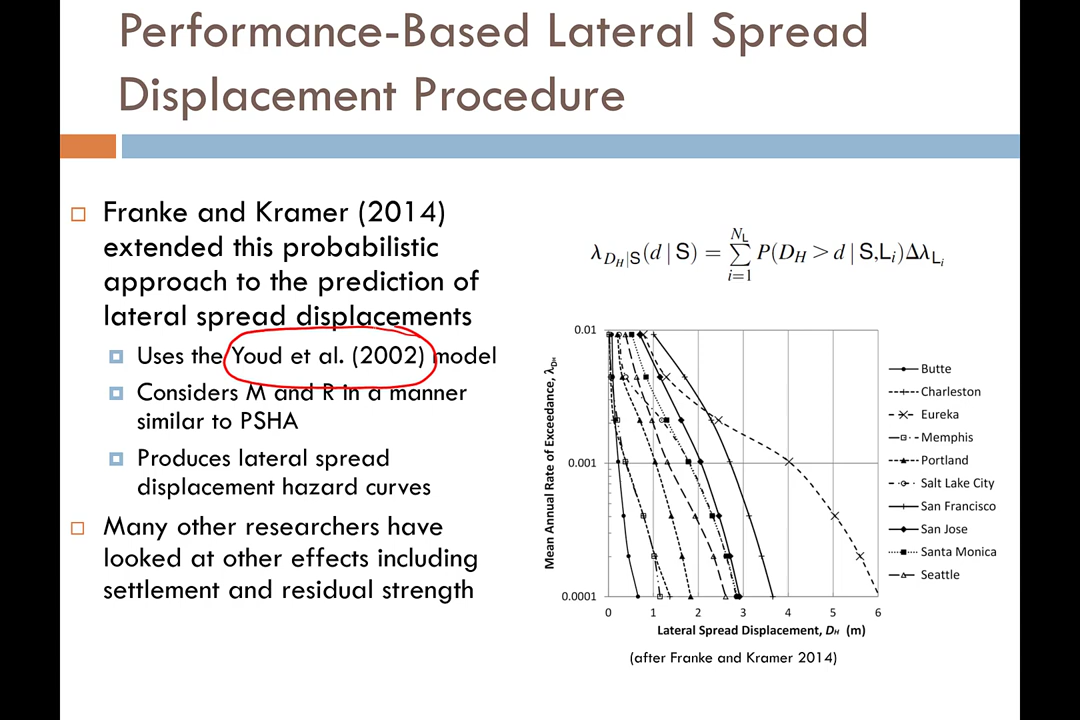 Performance-Based Lateral Spread
Displacement Procedure
Franke and Kramer (2014)
extended this probabilistic
approach to the prediction of
lateral spread displacements
Uses the Youd et al. (2002) model
Considers M and R in a manner
similar to PSHA
Produces lateral spread
displacement hazard curves
Many other researchers have
looked at other effects including
settlement and residual strength
λ_{D_H|S}(d | S) = ∑_{i=1}^{N_L} P(D_H > d | S,L_i)Δλ_{L_i}
Mean Annual Rate of Exceedance, λ_{DH}
0.01
0.001
0.0001
0 1 2 3 4 5 6
Lateral Spread Displacement, D_H (m)
Butte
Charleston
Eureka
Memphis
Portland
Salt Lake City
San Francisco
San Jose
Santa Monica
Seattle
(after Franke and Kramer 2014)